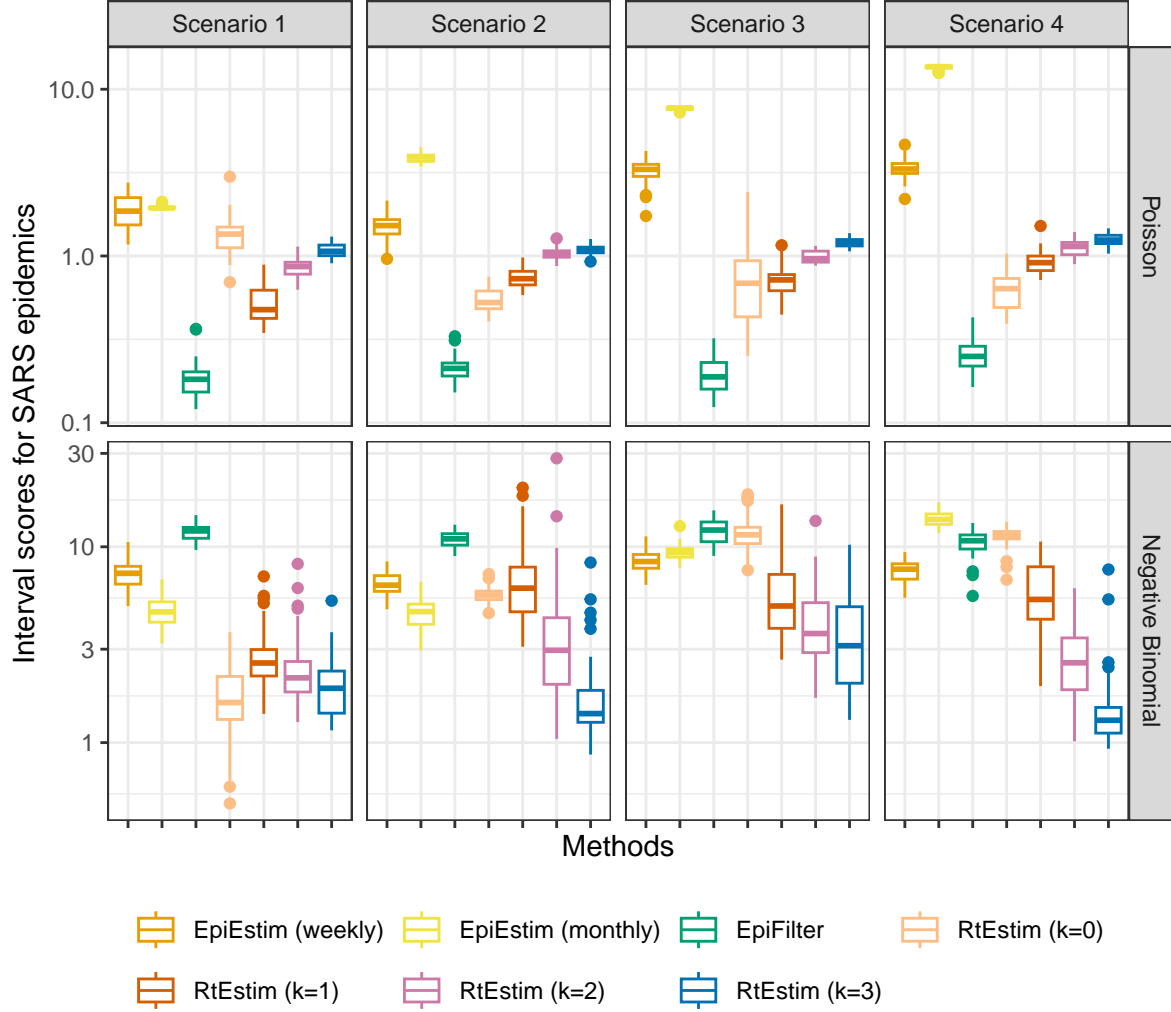 Scenario 1
Scenario 2
Scenario 3
Scenario 4
10.0
1.0
0.1
Poisson
30
10
3
1
Negative Binomial
Interval scores for SARS epidemics
Methods
EpiEstim (weekly)
EpiEstim (monthly)
EpiFilter
RtEstim (k=0)
RtEstim (k=1)
RtEstim (k=2)
RtEstim (k=3)